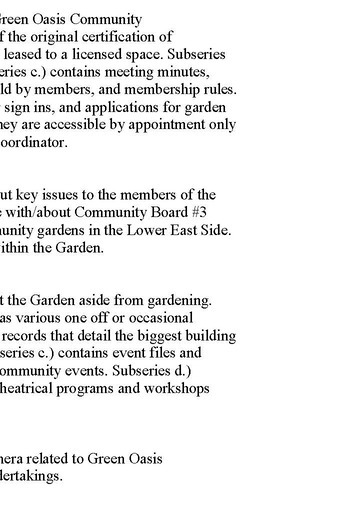 Green Oasis Community
f the original certification of
leased to a licensed space. Subseries
eries c.) contains meeting minutes,
ld by members, and membership rules.
sign ins, and applications for garden
hey are accessible by appointment only
oordinator.
ut key issues to the members of the
e with/about Community Board #3
unity gardens in the Lower East Side.
ithin the Garden.
t the Garden aside from gardening.
as various one off or occasional
records that detail the biggest building
series c.) contains event files and
ommunity events. Subseries d.)
heatrical programs and workshops
nera related to Green Oasis
dertakings.